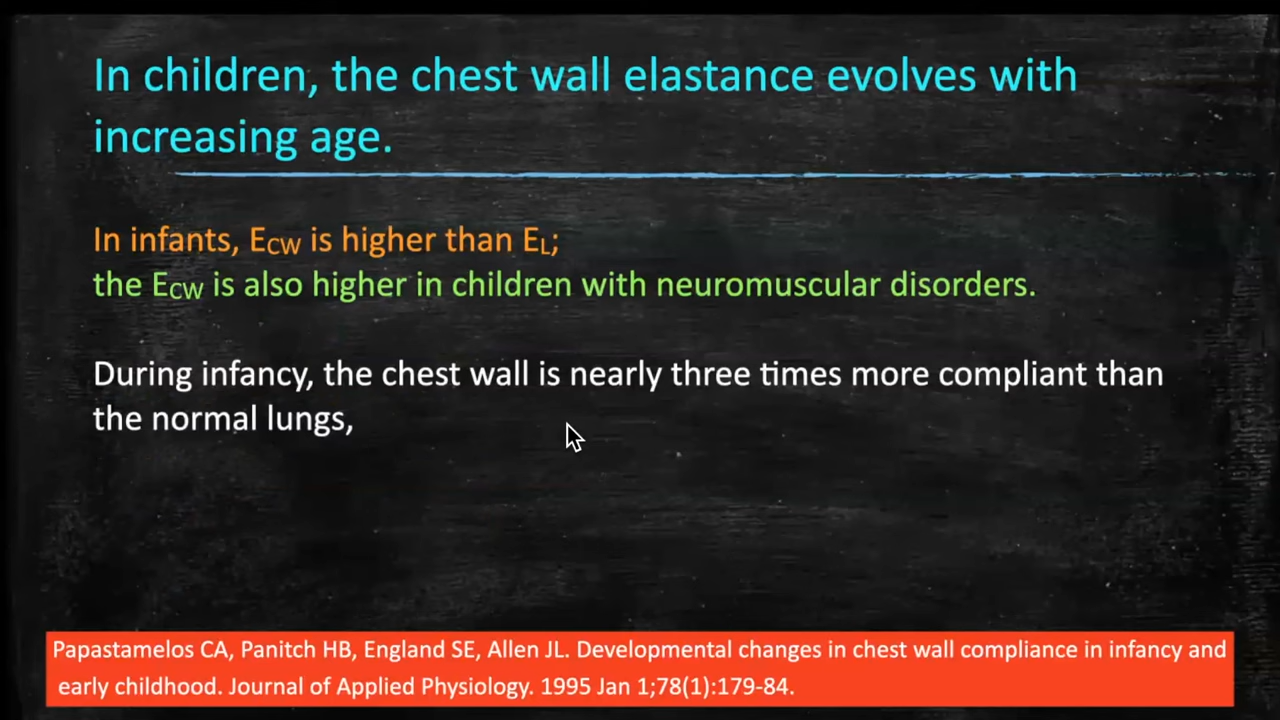 In children, the chest wall elastance evolves with
increasing age.
In infants, ECW is higher than EL;
the ECW is also higher in children with neuromuscular disorders.
During infancy, the chest wall is nearly three times more compliant than
the normal lungs,
Papastamelos CA, Panitch HB, England SE, Allen JL. Developmental changes in chest wall compliance in infancy and
early childhood. Journal of Applied Physiology. 1995 Jan 1;78(1):179-84.